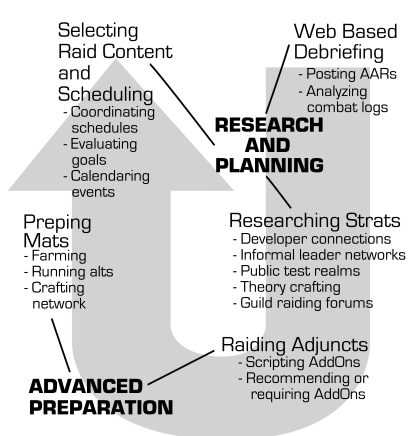 Selecting
Raid Content
and
Scheduling
- Coordinating
schedules
- Evaluating
goals
- Calendaring
events
Web Based
Debriefing
- Posting AARs
- Analyzing
combat logs
RESEARCH
AND
PLANNING
Preping
Mats
- Farming
- Running alts
- Crafting
network
Researching Strats
- Developer connections
- Informal leader networks
- Public test realms
- Theory crafting
- Guild raiding forums
Raiding Adjuncts
- Scripting AddOns
- Recommending or
requiring AddOns
ADVANCED
PREPARATION